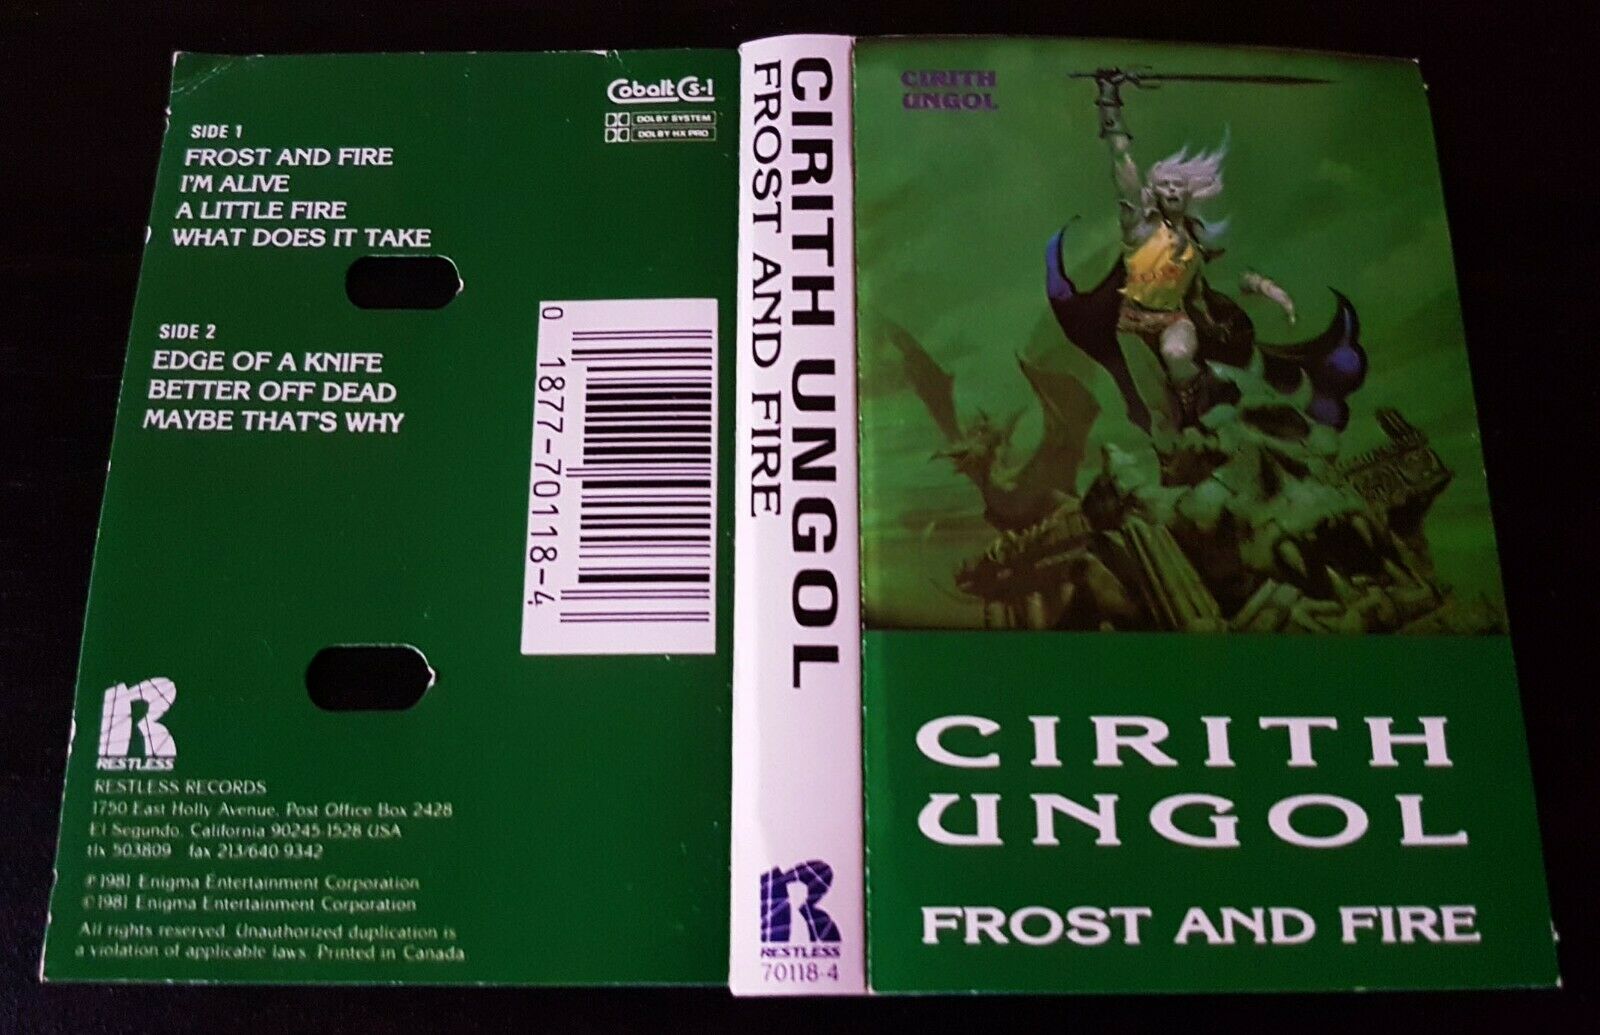 SIDE 1
FROST AND FIRE
I'M ALIVE
A LITTLE FIRE
WHAT DOES IT TAKE
SIDE 2
EDGE OF A KNIFE
BETTER OFF DEAD
MAYBE THAT'S WHY
Cobalt Cs-1
DOLBY SYSTEM
DOLBY HX PRO
0 1877-70118-4
R
RESTLESS
RESTLESS RECORDS
1750 East Holly Avenue, Post Office Box 2428
El Segundo, California 90245-1528 USA
tlx 503809 fax 213/640 9342
℗ 1981 Enigma Entertainment Corporation
© 1981 Enigma Entertainment Corporation
All rights reserved. Unauthorized duplication is
a violation of applicable laws. Printed in Canada
CIRITH UNGOL
FROST AND FIRE
R
RESTLESS
70118-4
CIRITH
UNGOL
CIRITH
UNGOL
FROST AND FIRE